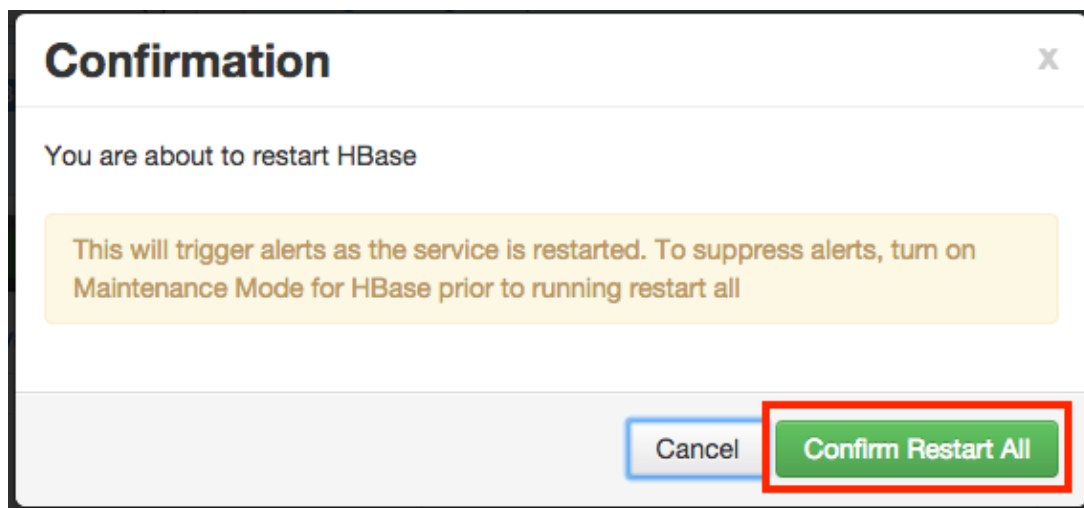 Confirmation
x
You are about to restart HBase
This will trigger alerts as the service is restarted. To suppress alerts, turn on
Maintenance Mode for HBase prior to running restart all
Cancel
Confirm Restart All